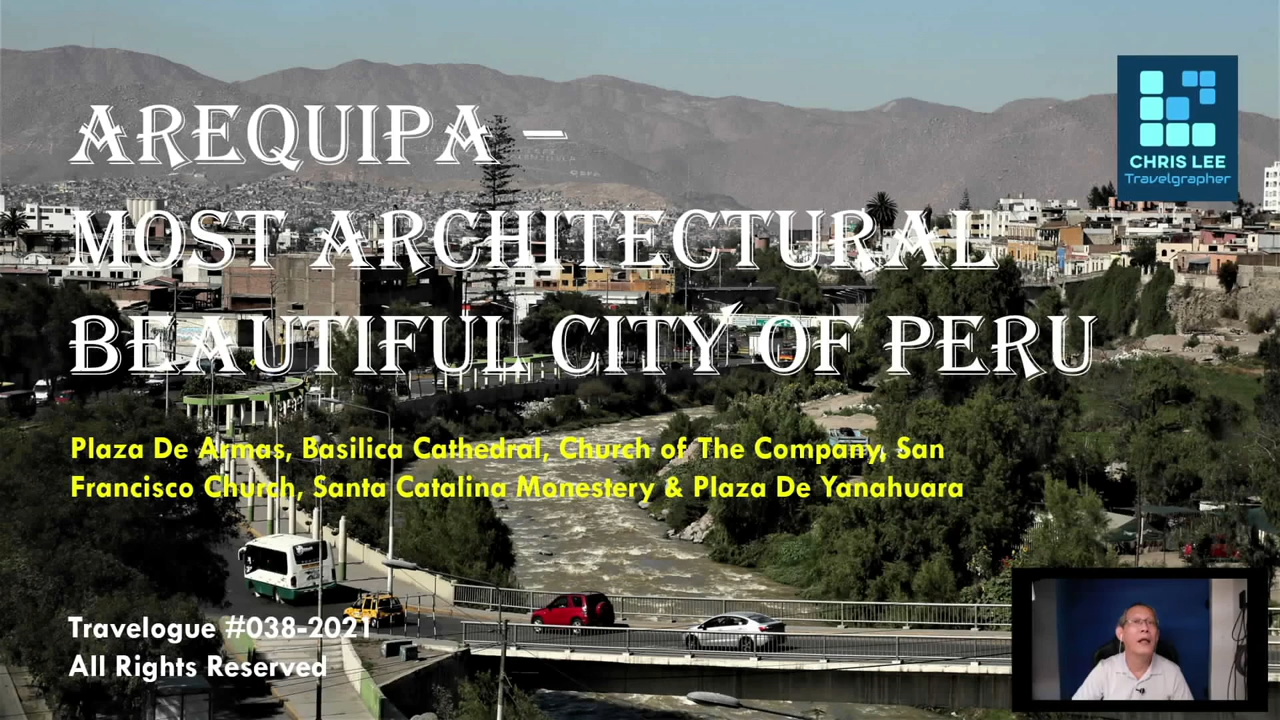 AREQUIPA –
MOST ARCHITECTURAL
BEAUTIFUL CITY OF PERU
CHRIS LEE
Travelgrapher
Plaza De Armas, Basilica Cathedral, Church of The Company, San
Francisco Church, Santa Catalina Monestery & Plaza De Yanahuara
Travelogue #038-2021
All Rights Reserved